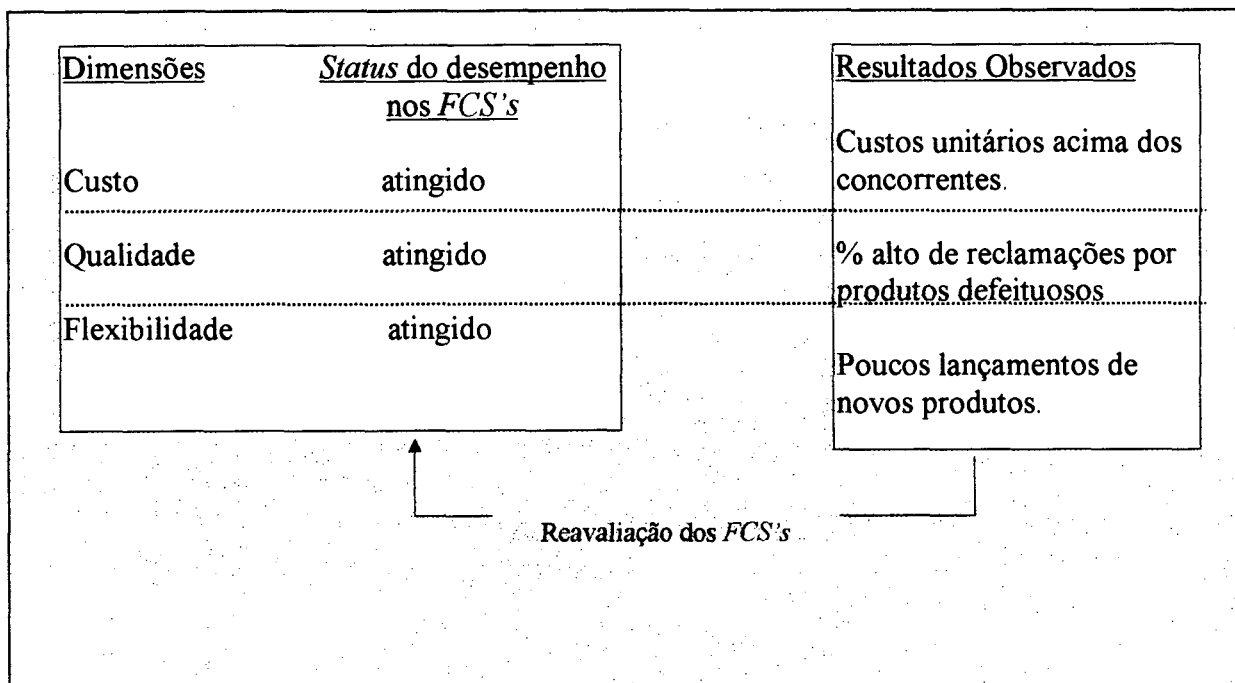 Dimensões Status do desempenho
nos FCS's
Custo atingido
Qualidade atingido
Flexibilidade atingido
Resultados Observados
Custos unitários acima dos
concorrentes.
% alto de reclamações por
produtos defeituosos
Poucos lançamentos de
novos produtos.
Reavaliação dos FCS's